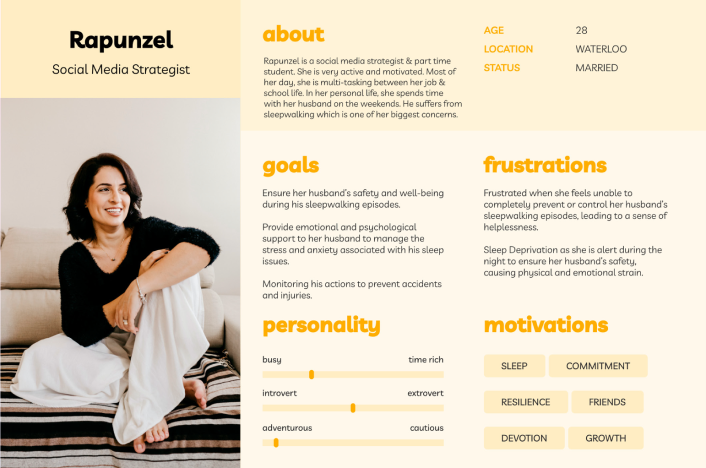 Rapunzel
Social Media Strategist
about
Rapunzel is a social media strategist & part time
student. She is very active and motivated. Most of
her day, she is multi-tasking between her job &
school life. In her personal life, she spends time
with her husband on the weekends. He suffers from
sleepwalking which is one of her biggest concerns.
AGE 28
LOCATION WATERLOO
STATUS MARRIED
goals
Ensure her husband's safety and well-being
during his sleepwalking episodes.
Provide emotional and psychological
support to her husband to manage the
stress and anxiety associated with his sleep
issues.
Monitoring his actions to prevent accidents
and injuries.
frustrations
Frustrated when she feels unable to
completely prevent or control her husband's
sleepwalking episodes, leading to a sense of
helplessness.
Sleep Deprivation as she is alert during the
night to ensure her husband's safety,
causing physical and emotional strain.
personality
busy time rich
introvert extrovert
adventurous cautious
motivations
SLEEP COMMITMENT
RESILIENCE FRIENDS
DEVOTION GROWTH